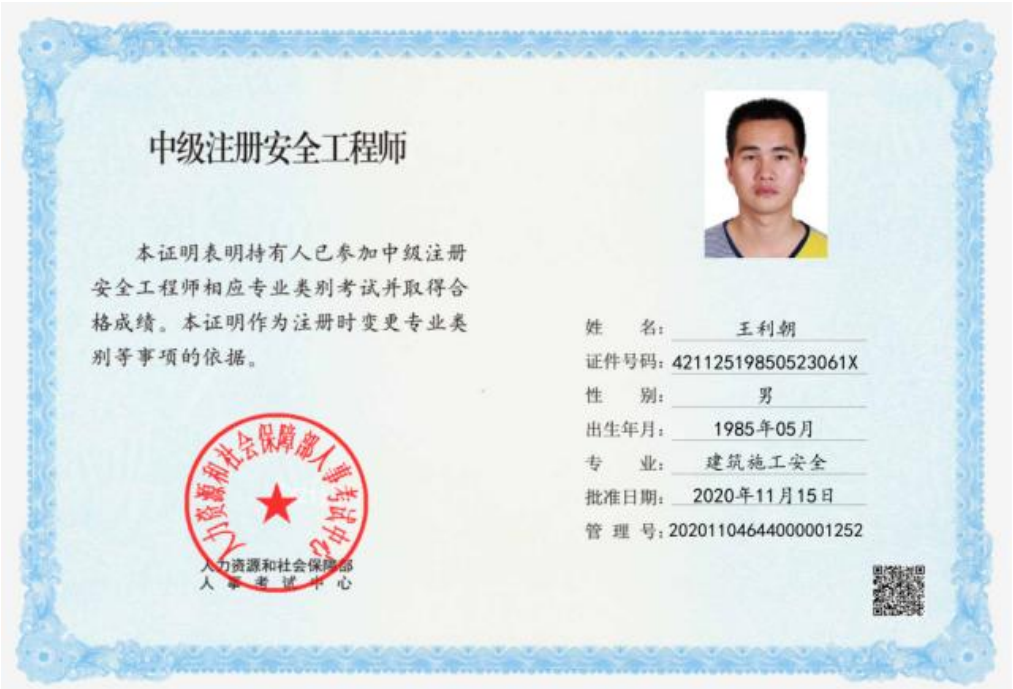 中级注册安全工程师
本证明表明持有人已参加中级注册
安全工程师相应专业类别考试并取得合
格成绩。本证明作为注册时变更专业类
别等事项的依据。
人力资源和社会保障部人事考试中心
人力资源和社会保障部
人事考试中心
姓 名: 王利朝
证件号码: 42112519850523061X
性 别: 男
出生年月: 1985年05月
专 业: 建筑施工安全
批准日期: 2020年11月15日
管 理 号: 20201104644000001252